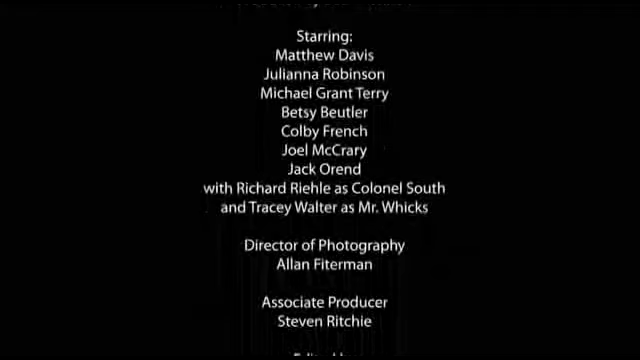 Starring:
Matthew Davis
Julianna Robinson
Michael Grant Terry
Betsy Beutler
Colby French
Joel McCrary
Jack Orend
with Richard Riehle as Colonel South
and Tracey Walter as Mr. Whicks
Director of Photography
Allan Fiterman
Associate Producer
Steven Ritchie